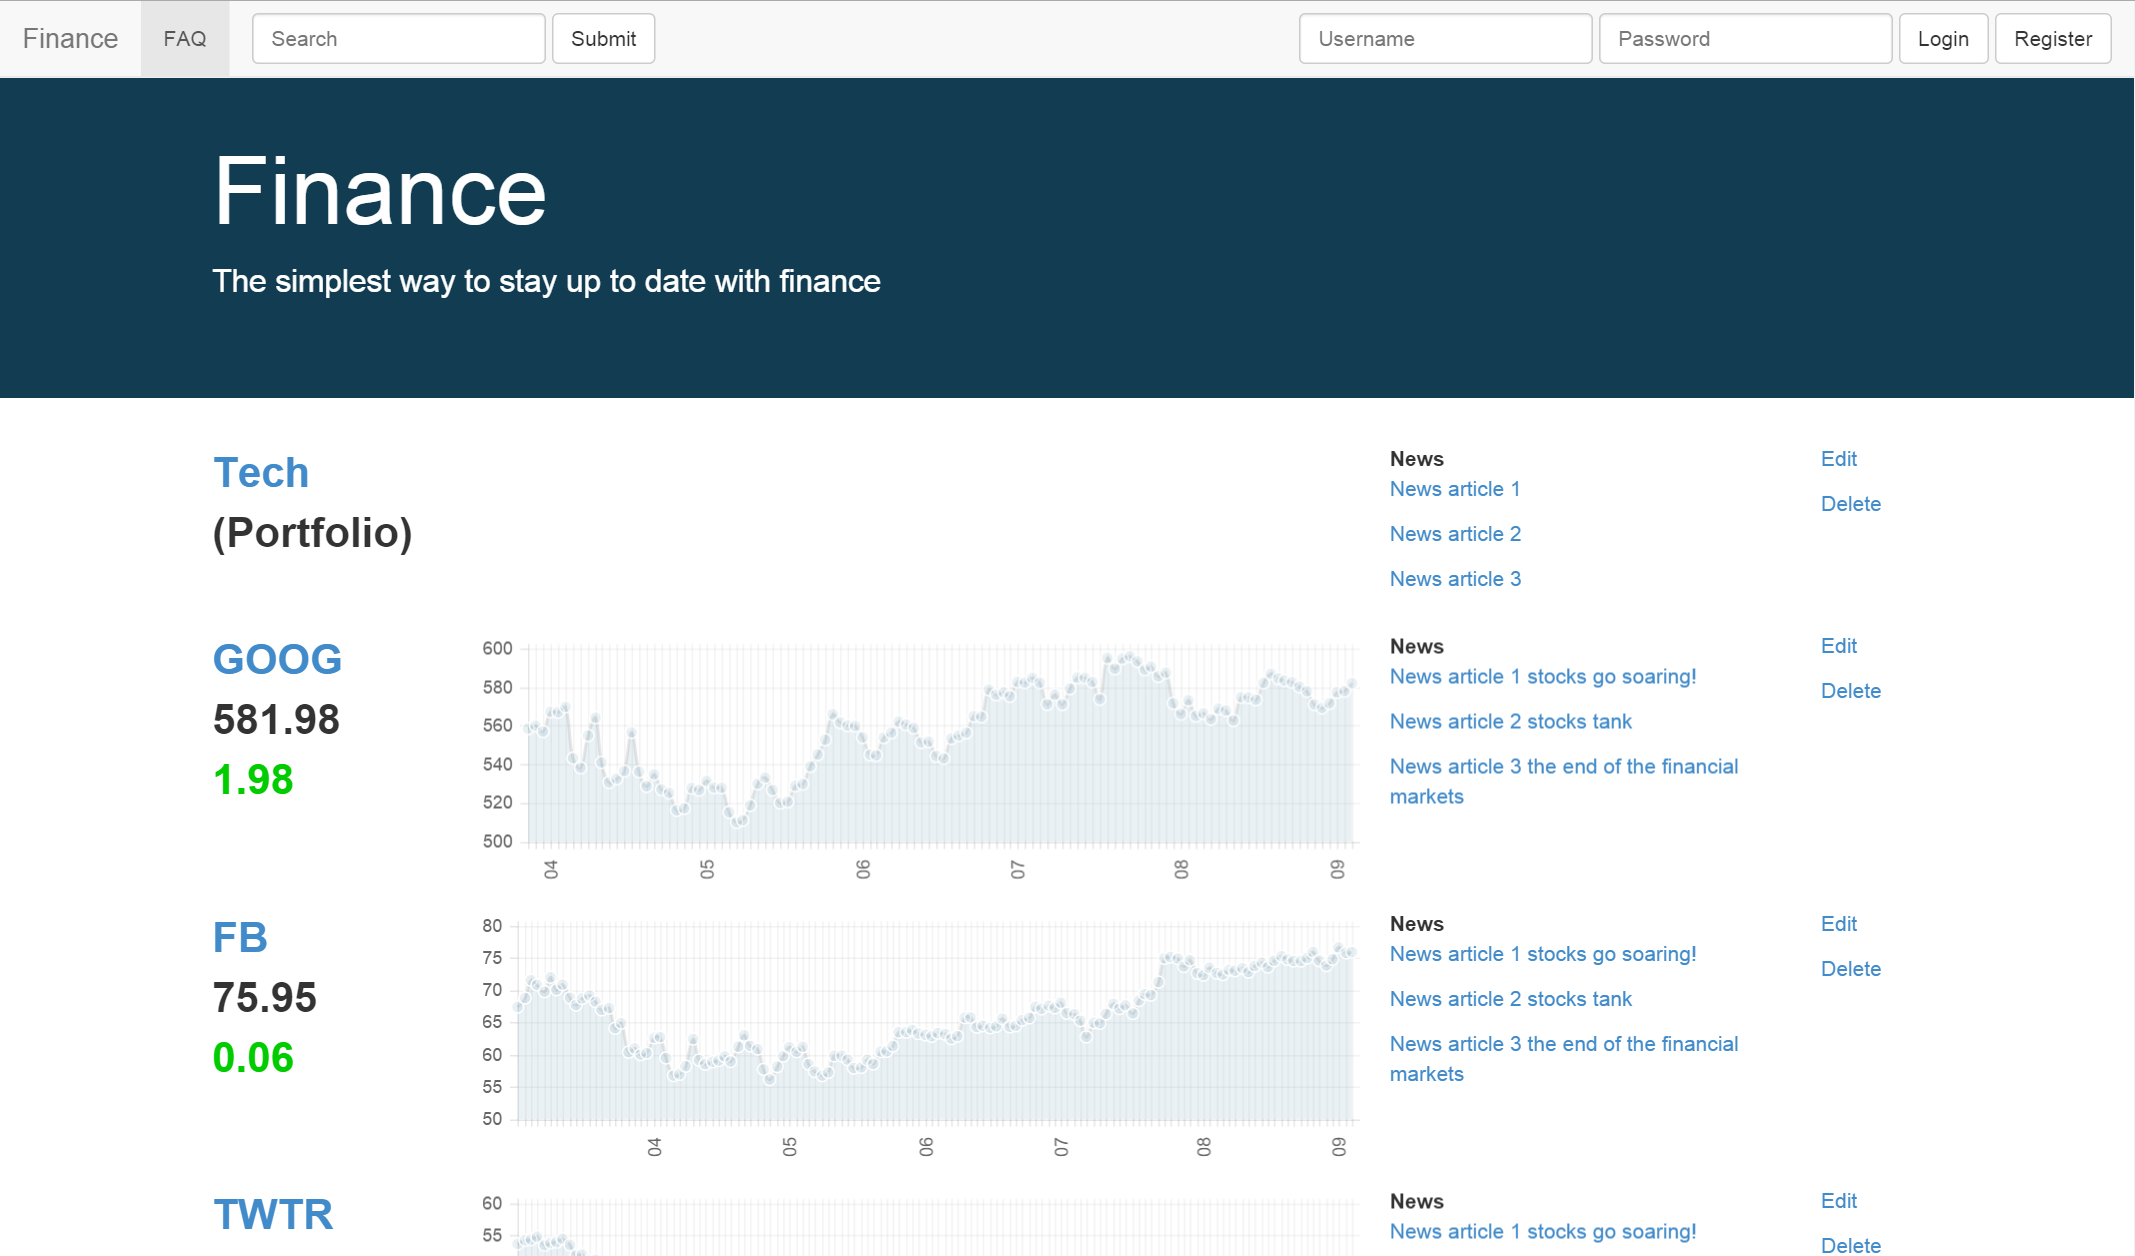 Finance FAQ Search Submit Username Password Login Register
Finance
The simplest way to stay up to date with finance
Tech
(Portfolio)
News
News article 1
News article 2
News article 3
Edit
Delete
GOOG
581.98
1.98
600
580
560
540
520
500
04 05 06 07 08 09
News
News article 1 stocks go soaring!
News article 2 stocks tank
News article 3 the end of the financial
markets
Edit
Delete
FB
75.95
0.06
80
75
70
65
60
55
50
04 05 06 07 08 09
News
News article 1 stocks go soaring!
News article 2 stocks tank
News article 3 the end of the financial
markets
Edit
Delete
TWTR
60
55
News
News article 1 stocks go soaring!
Edit
Delete